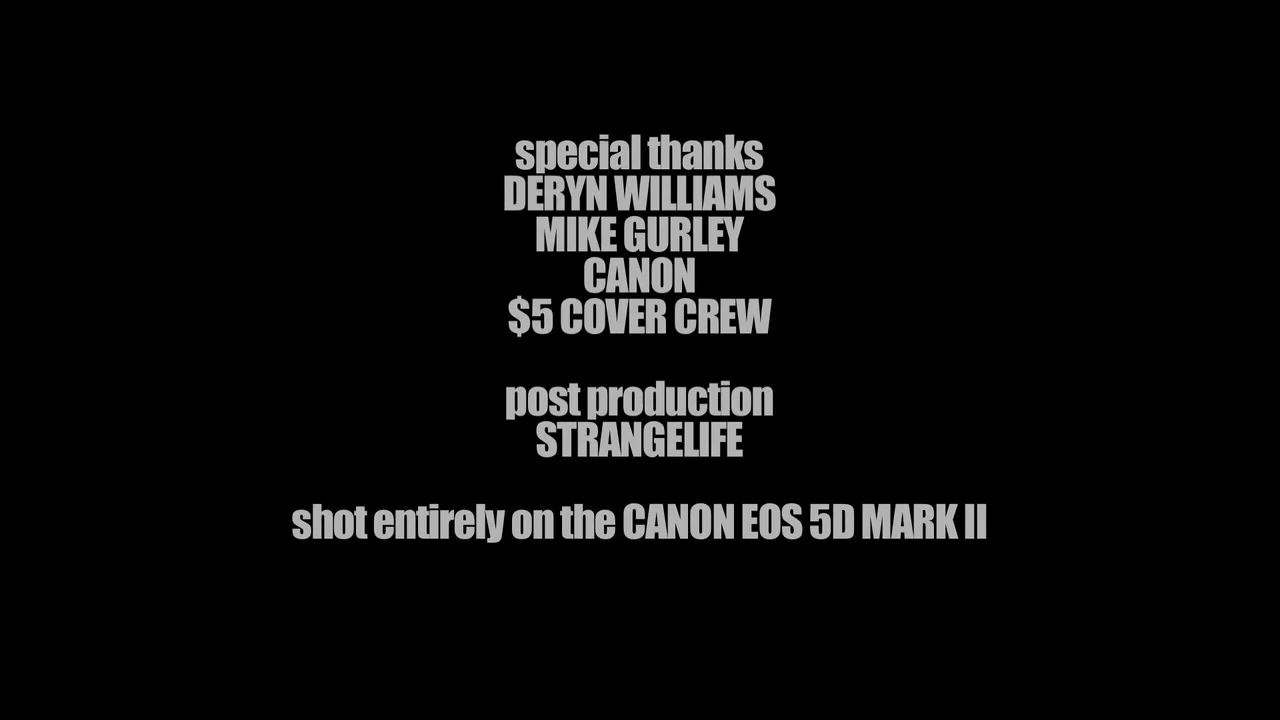 special thanks
DERYN WILLIAMS
MIKE GURLEY
CANON
$5 COVER CREW
post production
STRANGELIFE
shot entirely on the CANON EOS 5D MARK II